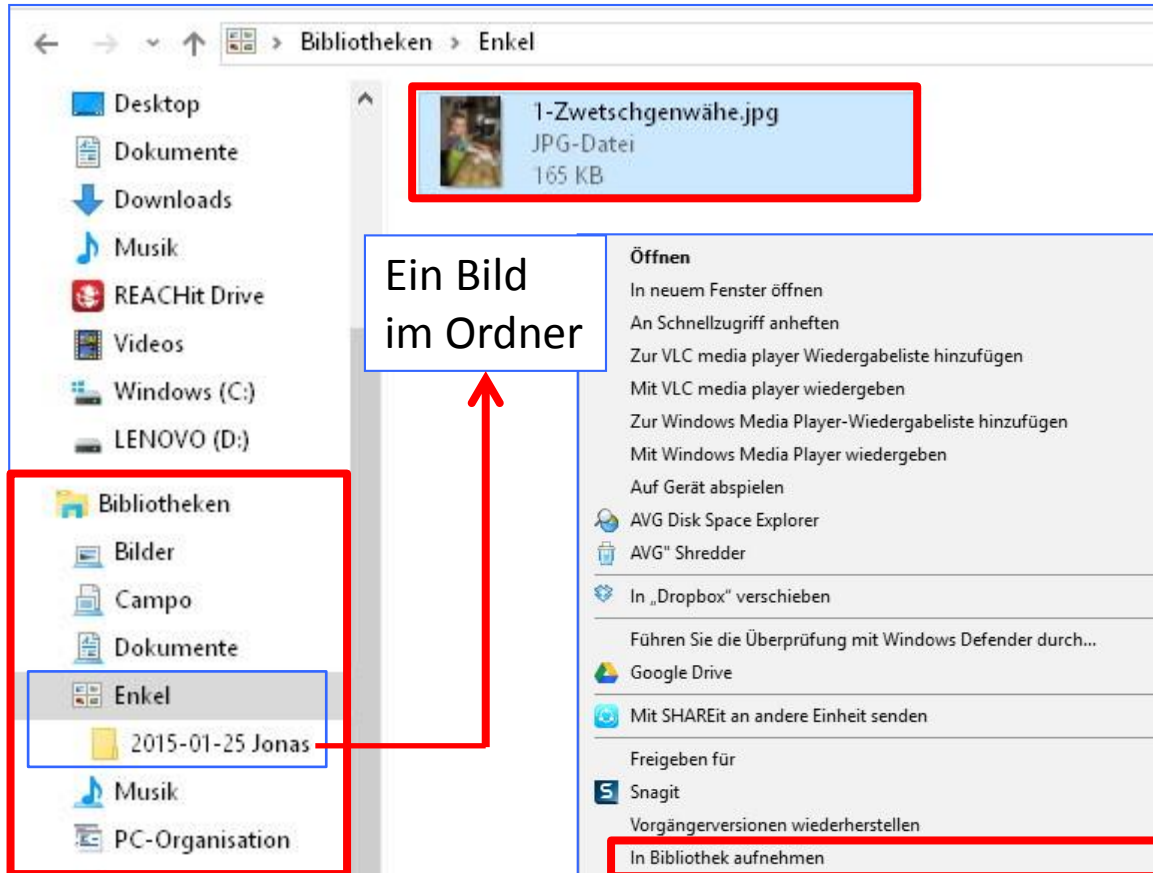 Bibliotheken > Enkel
Desktop
Dokumente
Downloads
Musik
REACHit Drive
Videos
Windows (C:)
LENOVO (D:)
Bibliotheken
Bilder
Campo
Dokumente
Enkel
2015-01-25 Jonas
Musik
PC-Organisation
1-Zwetschgenwähe.jpg
JPG-Datei
165 KB
Ein Bild
im Ordner
Öffnen
In neuem Fenster öffnen
An Schnellzugriff anheften
Zur VLC media player Wiedergabeliste hinzufügen
Mit VLC media player wiedergeben
Zur Windows Media Player-Wiedergabeliste hinzufügen
Mit Windows Media Player wiedergeben
Auf Gerät abspielen
AVG Disk Space Explorer
AVG" Shredder
In „Dropbox" verschieben
Führen Sie die Überprüfung mit Windows Defender durch...
Google Drive
Mit SHAREit an andere Einheit senden
Freigeben für
Snagit
Vorgängerversionen wiederherstellen
In Bibliothek aufnehmen